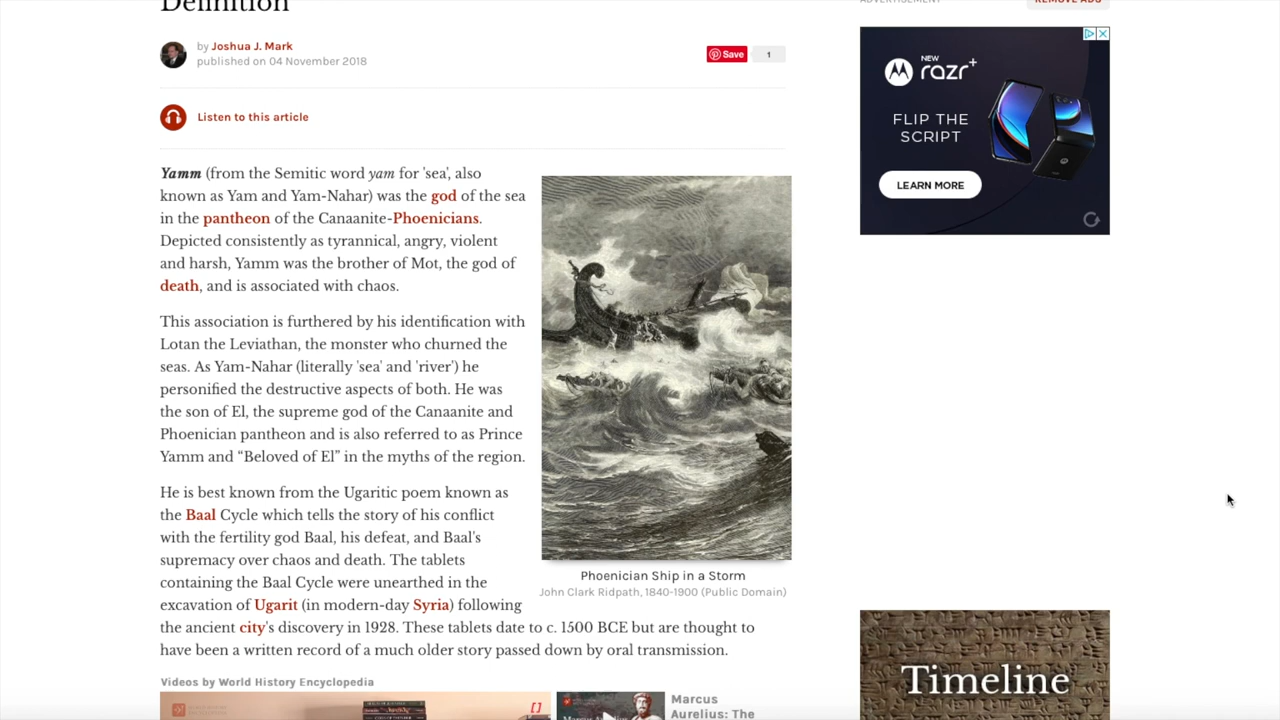 Definition
ADVERTISEMENT
REMOVE ADS
by Joshua J. Mark
published on 04 November 2018
Save
1
Listen to this article
Yamm (from the Semitic word yam for 'sea', also
known as Yam and Yam-Nahar) was the god of the sea
in the pantheon of the Canaanite-Phoenicians.
Depicted consistently as tyrannical, angry, violent
and harsh, Yamm was the brother of Mot, the god of
death, and is associated with chaos.
This association is furthered by his identification with
Lotan the Leviathan, the monster who churned the
seas. As Yam-Nahar (literally 'sea' and 'river') he
personified the destructive aspects of both. He was
the son of El, the supreme god of the Canaanite and
Phoenician pantheon and is also referred to as Prince
Yamm and “Beloved of El” in the myths of the region.
He is best known from the Ugaritic poem known as
the Baal Cycle which tells the story of his conflict
with the fertility god Baal, his defeat, and Baal's
supremacy over chaos and death. The tablets
containing the Baal Cycle were unearthed in the
excavation of Ugarit (in modern-day Syria) following
the ancient city's discovery in 1928. These tablets date to c. 1500 BCE but are thought to
have been a written record of a much older story passed down by oral transmission.
Phoenician Ship in a Storm
John Clark Ridpath, 1840-1900 (Public Domain)
Videos by World History Encyclopedia
Marcus
Aurelius: The
NEW
razr+
FLIP THE
SCRIPT
LEARN MORE
Timeline